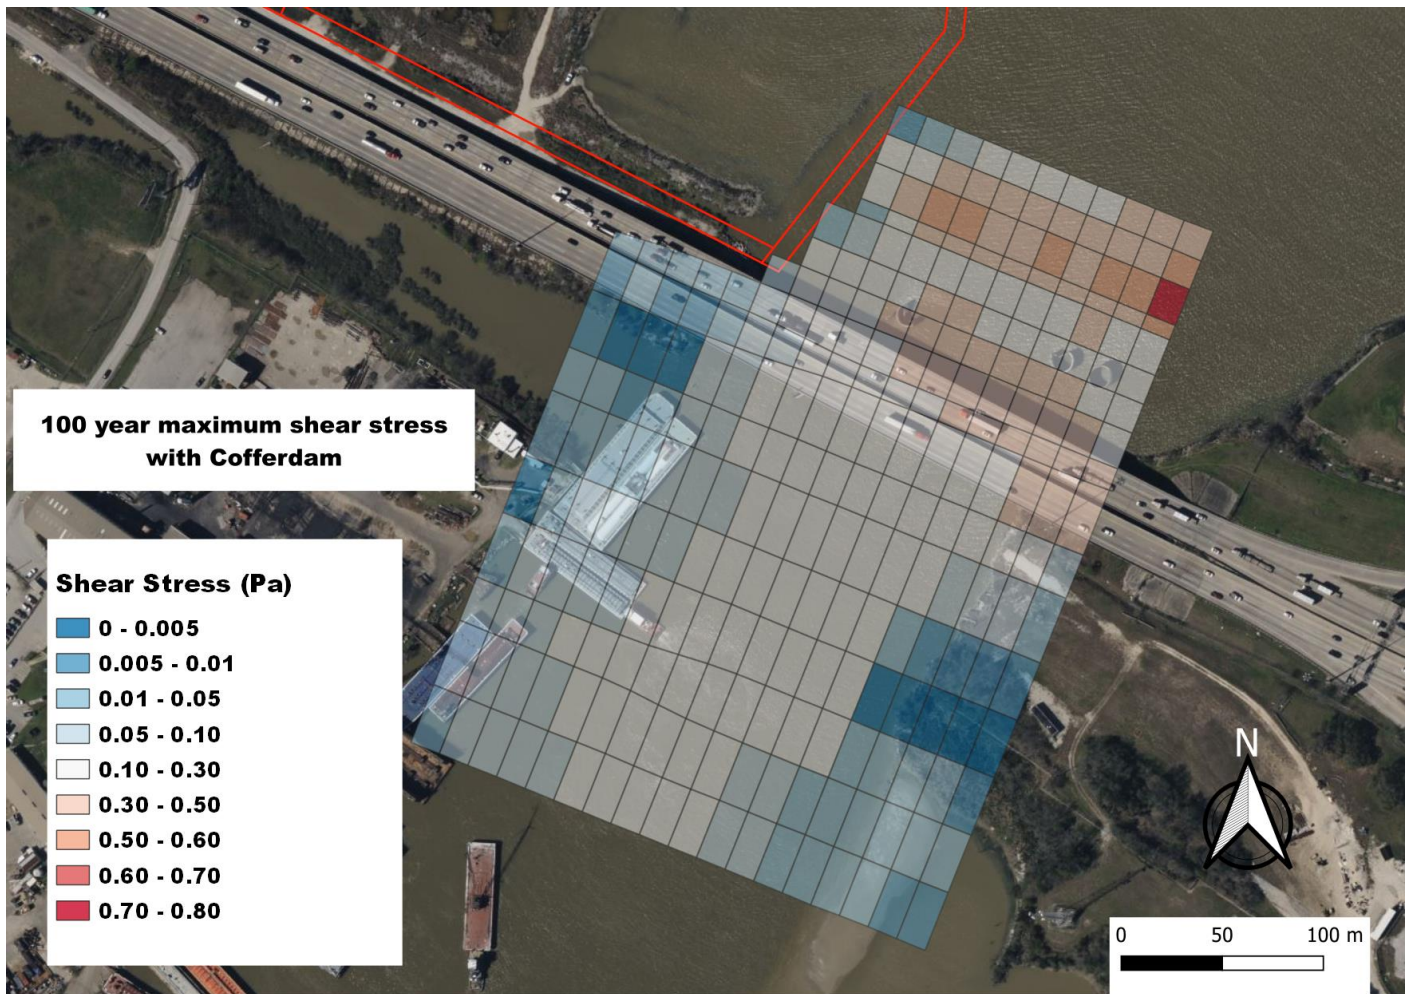 100 year maximum shear stress
with Cofferdam
Shear Stress (Pa)
0 - 0.005
0.005 - 0.01
0.01 - 0.05
0.05 - 0.10
0.10 - 0.30
0.30 - 0.50
0.50 - 0.60
0.60 - 0.70
0.70 - 0.80
N
0 50 100 m